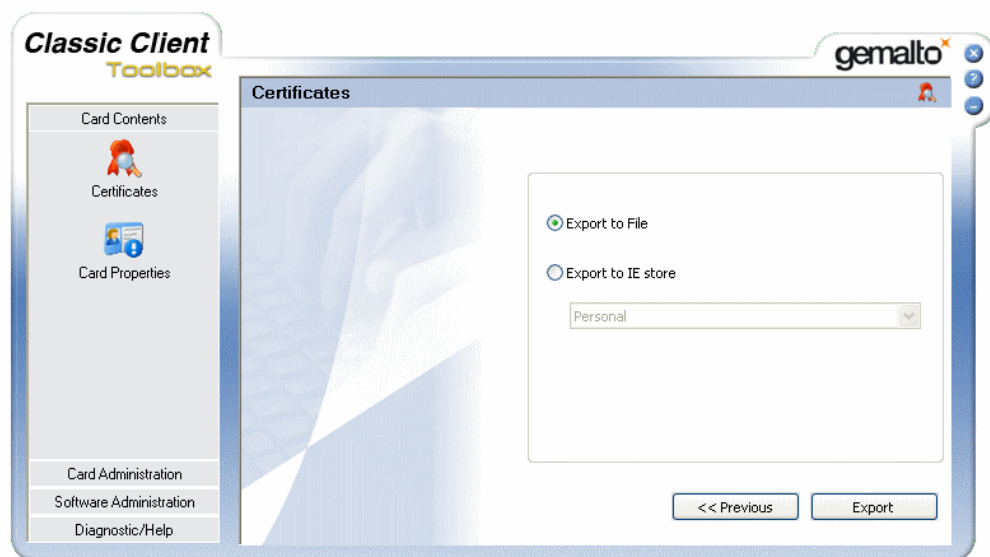 Classic Client
Toolbox
gemalto
Certificates
Card Contents
Certificates
Card Properties
Card Administration
Software Administration
Diagnostic/Help
Export to File
Export to IE store
Personal
<< Previous
Export